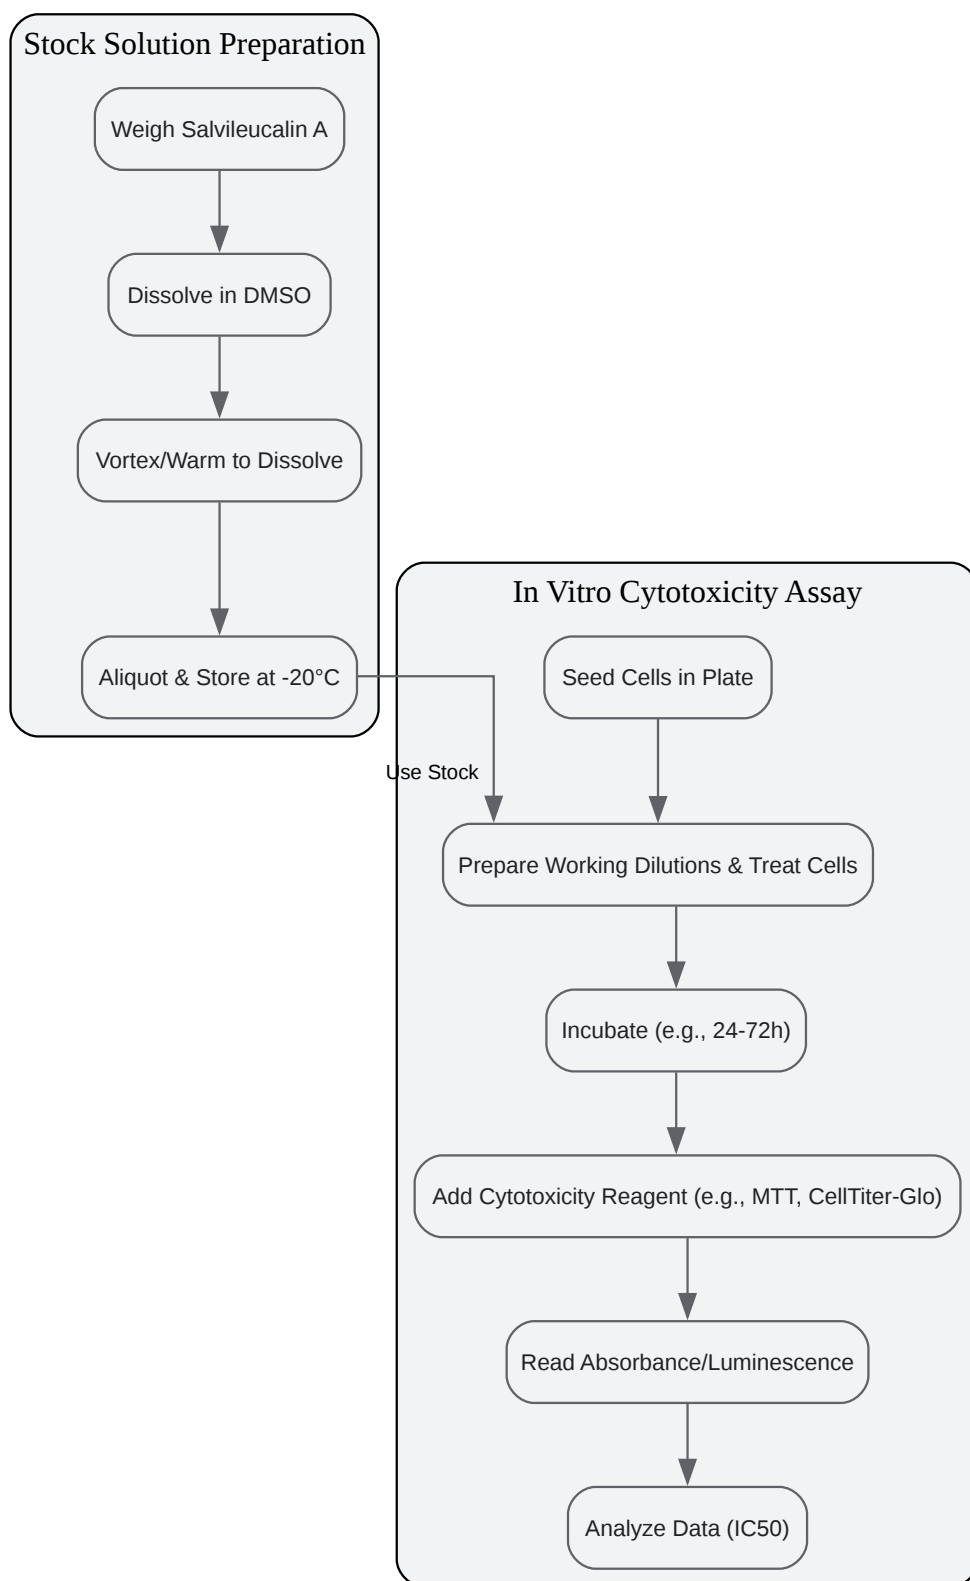 Stock Solution Preparation
Weigh Salvileucalin A
Dissolve in DMSO
Vortex/Warm to Dissolve
Aliquot & Store at -20°C
Use Stock
In Vitro Cytotoxicity Assay
Seed Cells in Plate
Prepare Working Dilutions & Treat Cells
Incubate (e.g., 24-72h)
Add Cytotoxicity Reagent (e.g., MTT, CellTiter-Glo)
Read Absorbance/Luminescence
Analyze Data (IC50)